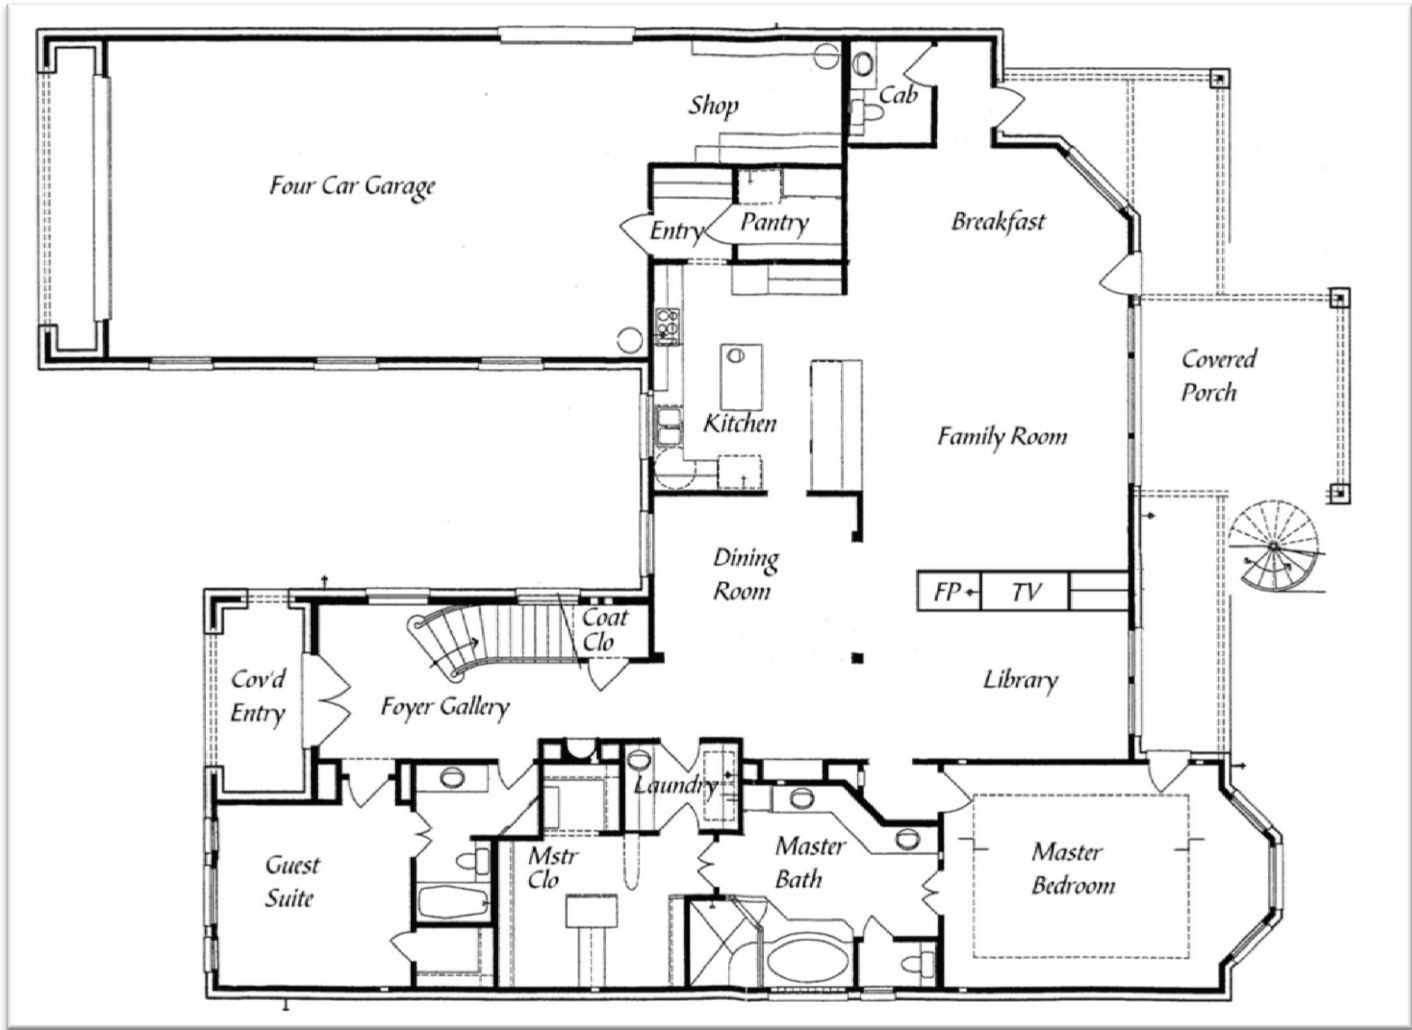 Shop
Cab
Four Car Garage
Entry
Pantry
Breakfast
Covered
Porch
Kitchen
Family Room
Dining
Room
FP
TV
Coat
Clo
Cov'd
Entry
Foyer Gallery
Library
Laundry
Guest
Suite
Mstr
Clo
Master
Bath
Master
Bedroom